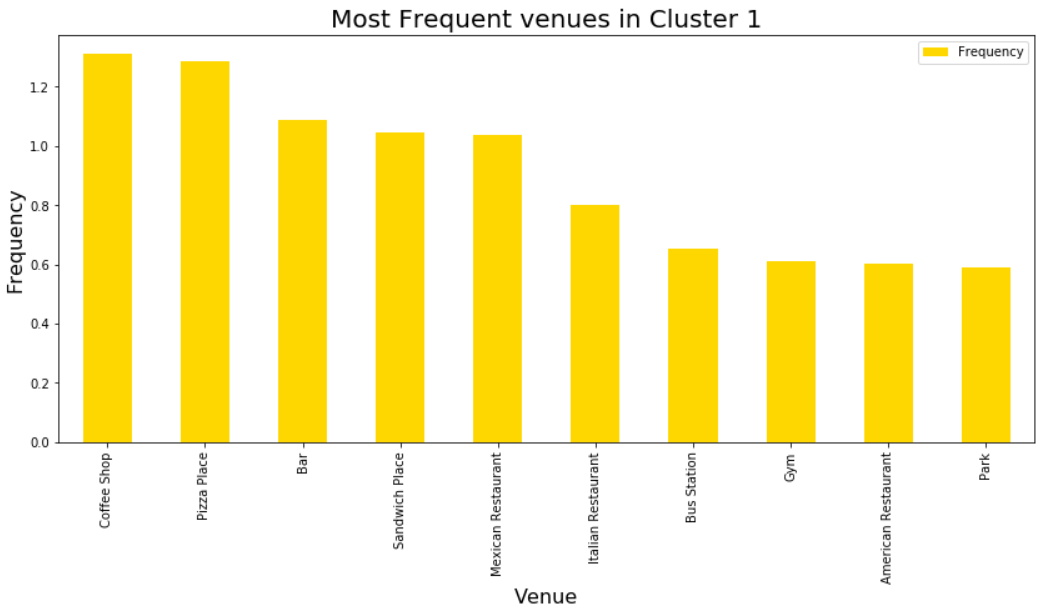 Most Frequent venues in Cluster 1
Frequency
1.2
1.0
0.8
0.6
0.4
0.2
0.0
Frequency
Coffee Shop
Pizza Place
Bar
Sandwich Place
Mexican Restaurant
Italian Restaurant
Bus Station
Gym
American Restaurant
Park
Venue